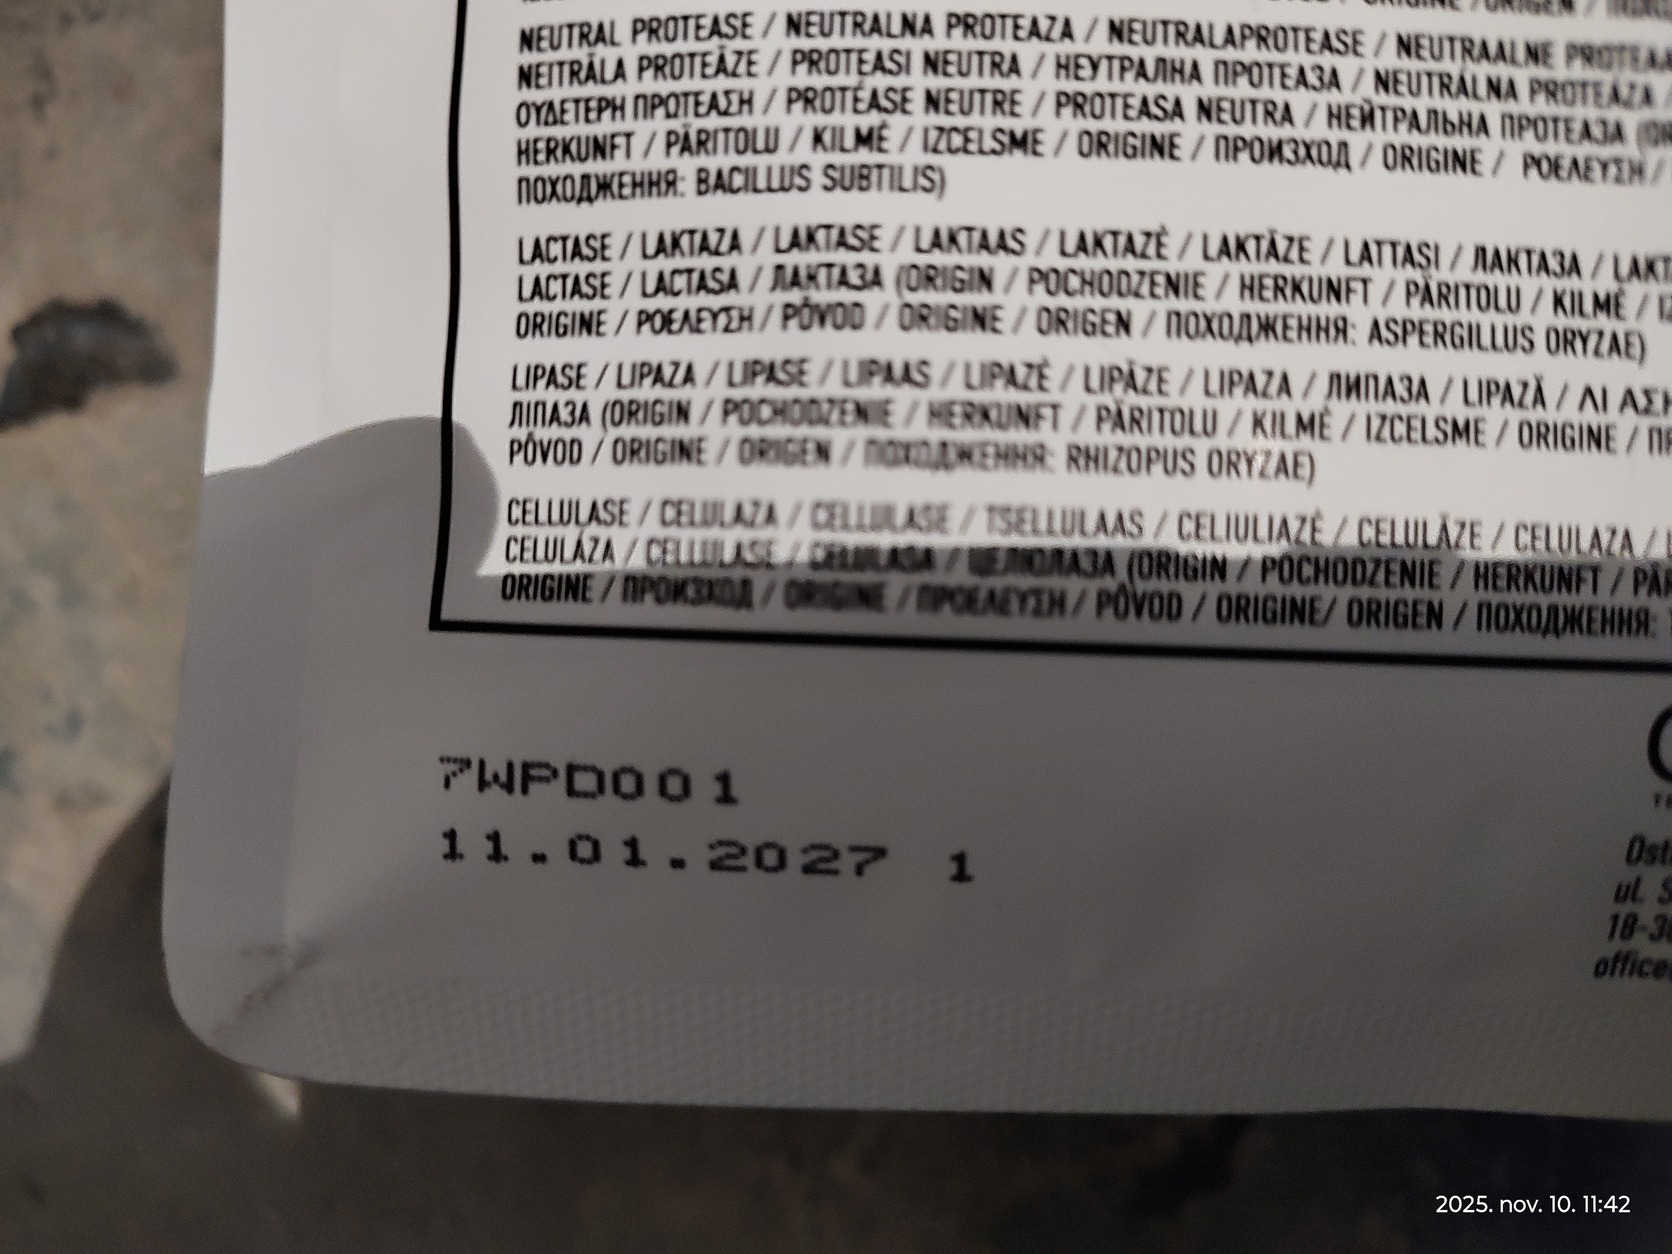 NEUTRAL PROTEASE / NEUTRALNA PROTEAZA / NEUTRALAPROTEASE / NEUTRAALNE
NEITRĀLA PROTEĀZE / PROTEASI NEUTRA / НЕУТРАЛНА ПРОТЕАЗА / NEUTRÁLNA PROTEÁZA /
ΟΥΔΕΤΕΡΗ ΠΡΩΤΕΑΣΗ / PROTÉASE NEUTRE / PROTEASA NEUTRA / НЕЙТРАЛЬНА ПРОТЕАЗА
HERKUNFT / PÄRITOLU / KILMĖ / IZCELSME / ORIGINE / ПРОИЗХОД / ORIGINE / ΡΟΕΛΕΥΣΗ /
ПОХОДЖЕННЯ: BACILLUS SUBTILIS)
LACTASE / LAKTAZA / LAKTASE / LAKTAAS / LAKTAZĖ / LAKTĀZE / LATTASI / ЛАКТАЗА /
LACTASE / LACTASA / ЛАКТАЗА (ORIGIN / POCHODZENIE / HERKUNFT / PÄRITOLU / KILMĖ /
ORIGINE / ΡΟΕΛΕΥΣΗ / PÔVOD / ORIGINE / ORIGEN / ПОХОДЖЕННЯ: ASPERGILLUS ORYZAE)
LIPASE / LIPAZA / LIPASE / LIPAAS / LIPAZĖ / LIPĀZE / LIPAZA / ЛИПАЗА / LIPAZĂ / ΛΙ ΑΣΗ
ЛІПАЗА (ORIGIN / POCHODZENIE / HERKUNFT / PÄRITOLU / KILMĖ / IZCELSME / ORIGINE /
PÔVOD / ORIGINE / ORIGEN / ПОХОДЖЕННЯ: RHIZOPUS ORYZAE)
CELLULASE / CELULAZA / CELLULASE / TSELLULAAS / CELIULIAZĖ / CELULĀZE / CELULAZA /
CELULÁZA / CELLULASE / CELULASA / ЦЕЛЮЛАЗА (ORIGIN / POCHODZENIE / HERKUNFT /
ORIGINE / ПРОИЗХОД / ORIGINE / ΠΡΟΕΛΕΥΣΗ / PÔVOD / ORIGINE/ ORIGEN / ПОХОДЖЕННЯ:
7WPD001
11.01.2027 1
ul.
2025. nov. 10. 11:42